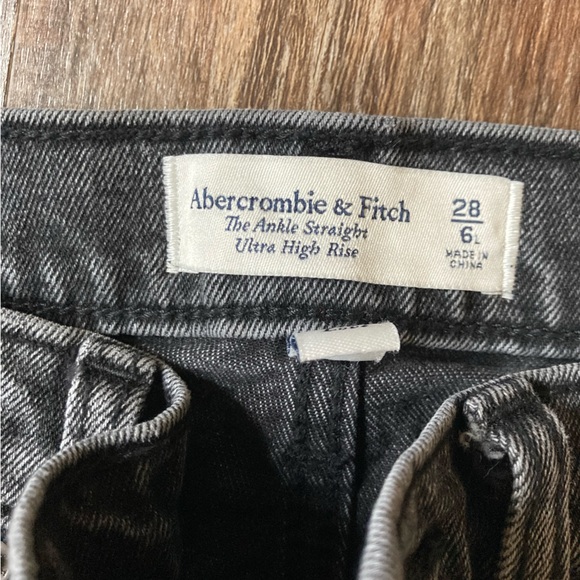 Abercrombie & Fitch
The Ankle Straight
Ultra High Rise
28
6L
MADE IN
CHINA